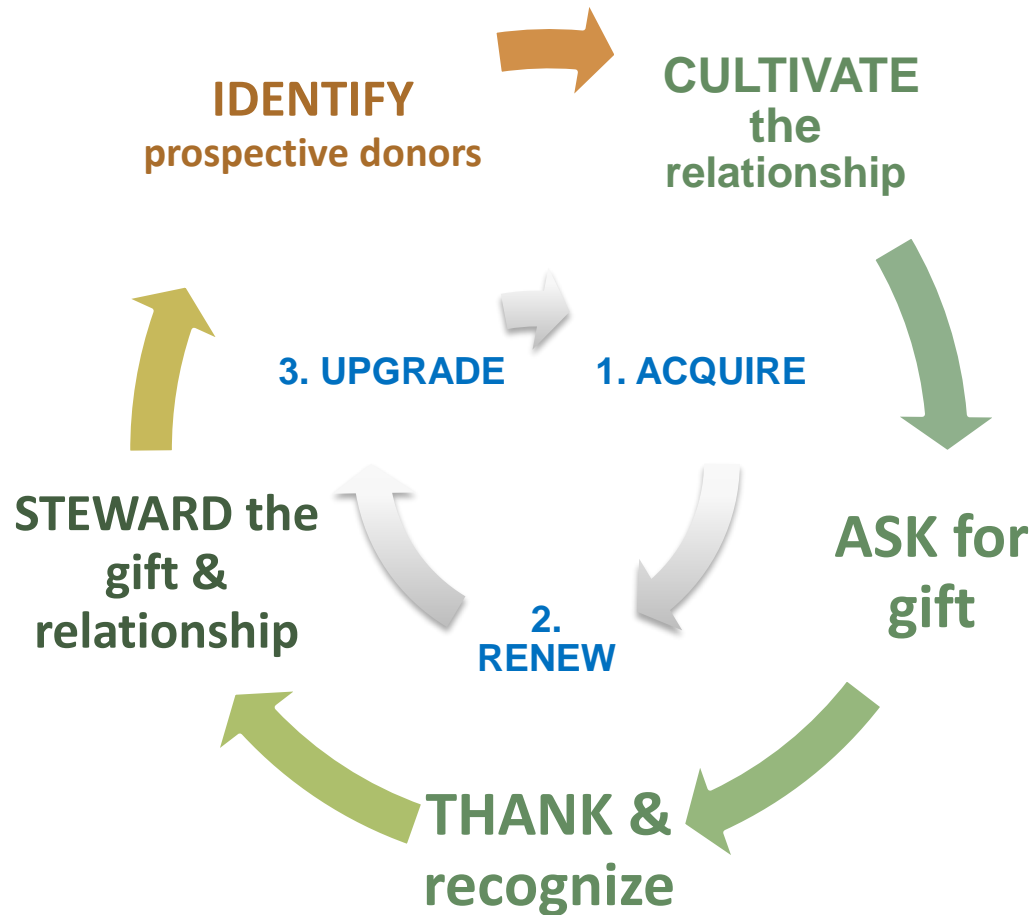 IDENTIFY
prospective donors
CULTIVATE
the
relationship
3. UPGRADE
1. ACQUIRE
2.
RENEW
ASK for
gift
THANK &
recognize
STEWARD the
gift &
relationship